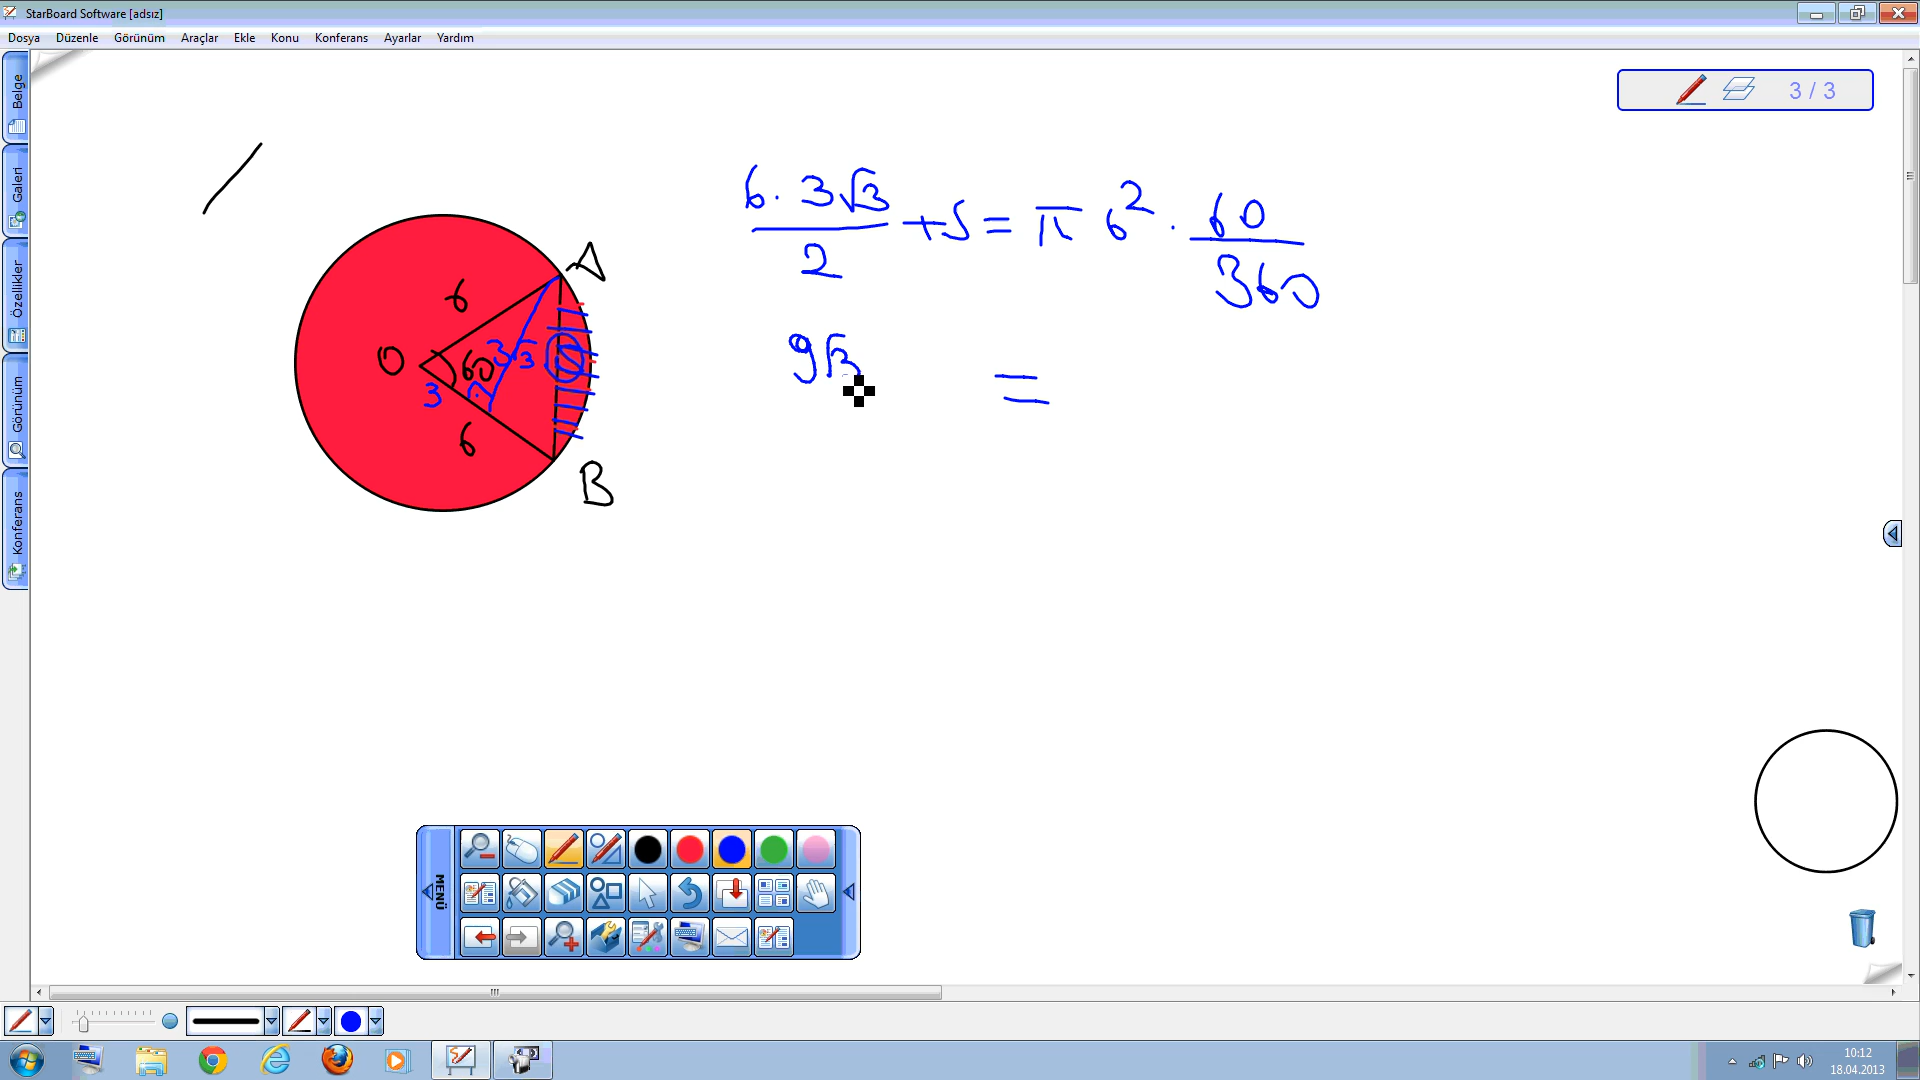 StarBoard Software [adsız]
Dosya Düzenle Görünüm Araçlar Ekle Konu Konferans Ayarlar Yardım
Belge
Galeri
Özellikler
Görünüm
Konferans
3 / 3
6 · 3√3 / 2 + S = π 6² · 60 / 360
9√3 =
A
6
O 60 3√3
3
6
B
MENÜ
10:12
18.04.2013